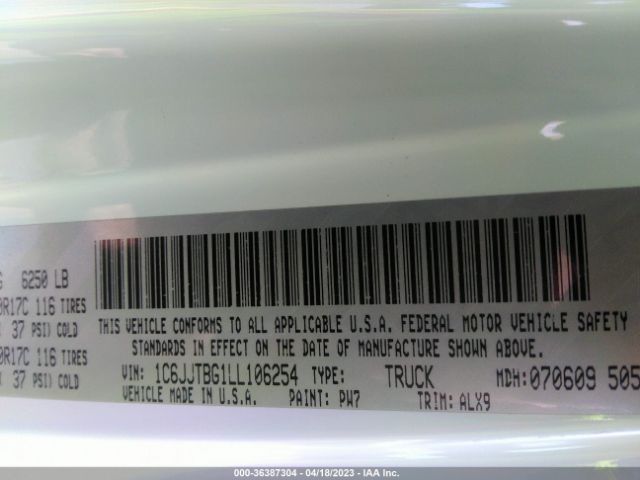 G 6250 LB
0R17C 116 TIRES
37 PSI) COLD
0R17C 116 TIRES
37 PSI) COLD
THIS VEHICLE CONFORMS TO ALL APPLICABLE U.S.A. FEDERAL MOTOR VEHICLE SAFETY
STANDARDS IN EFFECT ON THE DATE OF MANUFACTURE SHOWN ABOVE.
VIN: 1C6JJTBG1LL106254 TYPE: TRUCK MDH: 070609 505
VEHICLE MADE IN U.S.A. PAINT: PW7 TRIM: ALX9
000-36387304 — 04/18/2023 — IAA Inc.